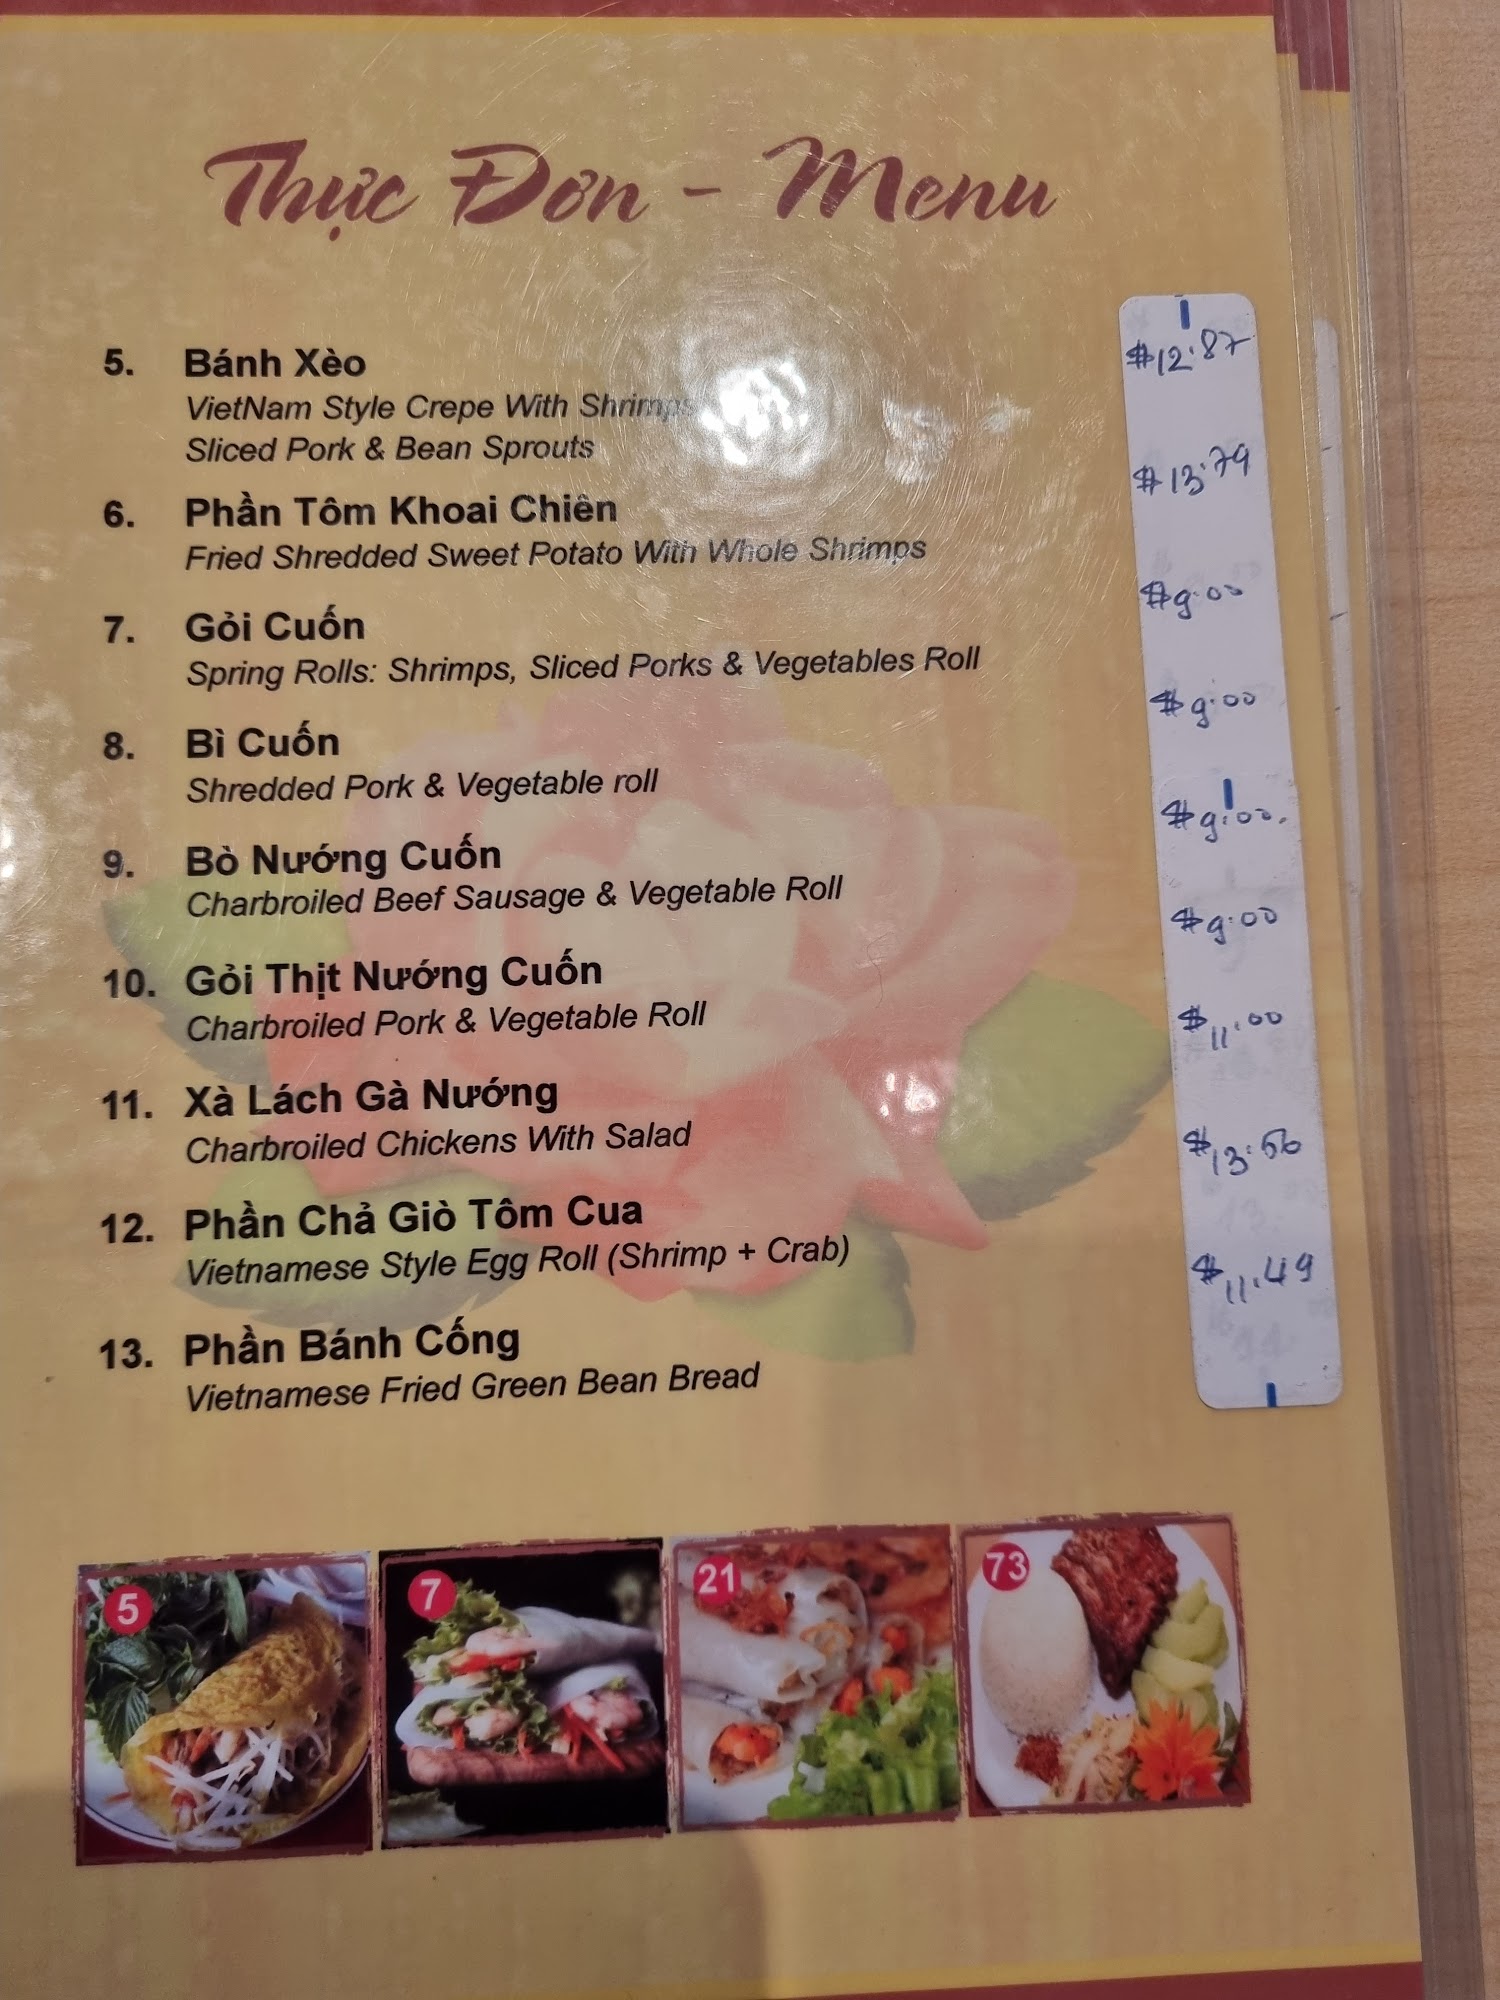 Thực Đơn - Menu
5. Bánh Xèo $12.87
VietNam Style Crepe With Shrimps
Sliced Pork & Bean Sprouts
6. Phần Tôm Khoai Chiên $13.79
Fried Shredded Sweet Potato With Whole Shrimps
7. Gỏi Cuốn $9.00
Spring Rolls: Shrimps, Sliced Porks & Vegetables Roll
8. Bì Cuốn $9.00
Shredded Pork & Vegetable roll
9. Bò Nướng Cuốn $9.00.
Charbroiled Beef Sausage & Vegetable Roll
10. Gỏi Thịt Nướng Cuốn $9.00
Charbroiled Pork & Vegetable Roll
11. Xà Lách Gà Nướng $11.00
Charbroiled Chickens With Salad
12. Phần Chả Giò Tôm Cua
Vietnamese Style Egg Roll (Shrimp + Crab)
13. Phần Bánh Cống $11.49
Vietnamese Fried Green Bean Bread
5 7 21 73